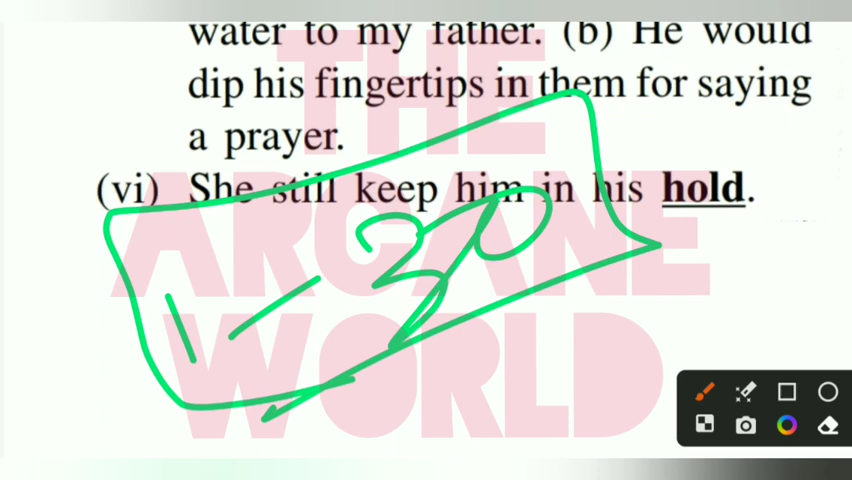 water to my father. (b) He would
dip his fingertips in them for saying
a prayer.
(vi) She still keep him in his hold.
1-30
THE
ARCANE
WORLD